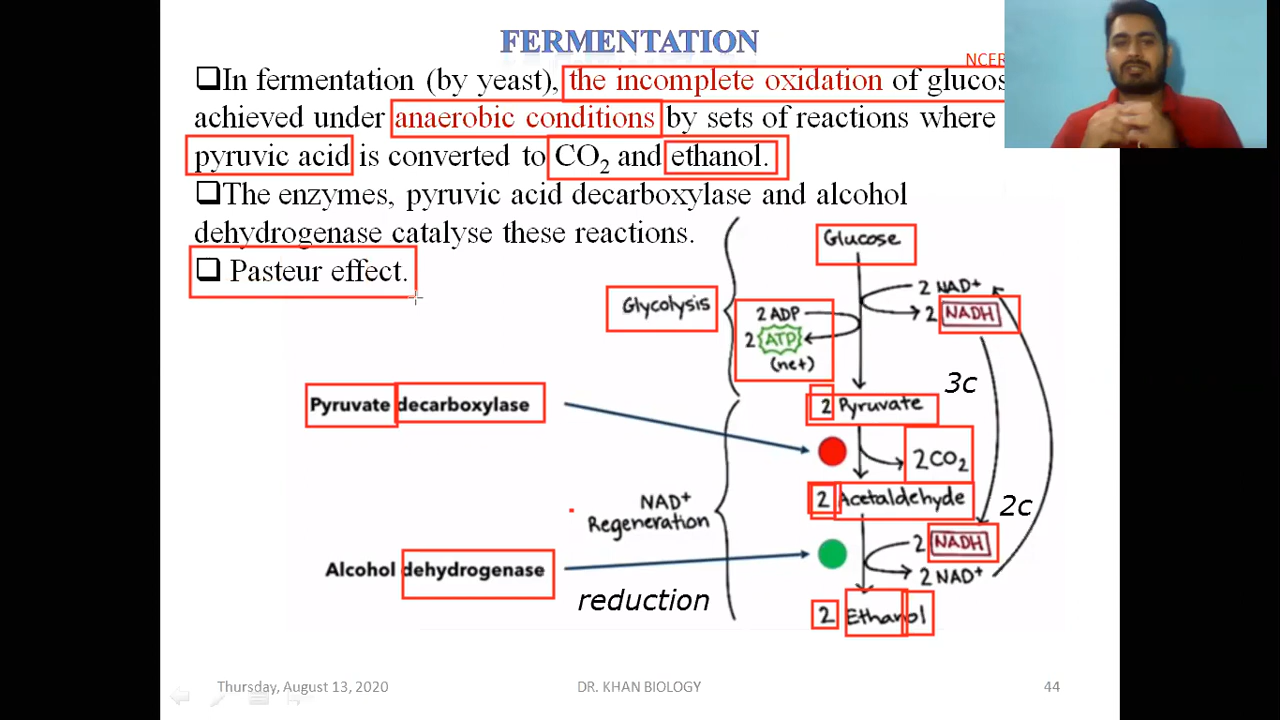 FERMENTATION
NCER
❑In fermentation (by yeast), the incomplete oxidation of glucos
achieved under anaerobic conditions by sets of reactions where
pyruvic acid is converted to CO₂ and ethanol.
❑The enzymes, pyruvic acid decarboxylase and alcohol
dehydrogenase catalyse these reactions.
❑ Pasteur effect.
Glucose
Glycolysis
2 ADP
2 ATP
(net)
2 NAD+
2 NADH
3c
Pyruvate decarboxylase
2 Pyruvate
2CO₂
2 Acetaldehyde
2c
NAD+
Regeneration
2 NADH
2 NAD+
Alcohol dehydrogenase
reduction
2 Ethanol
Thursday, August 13, 2020
DR. KHAN BIOLOGY
44